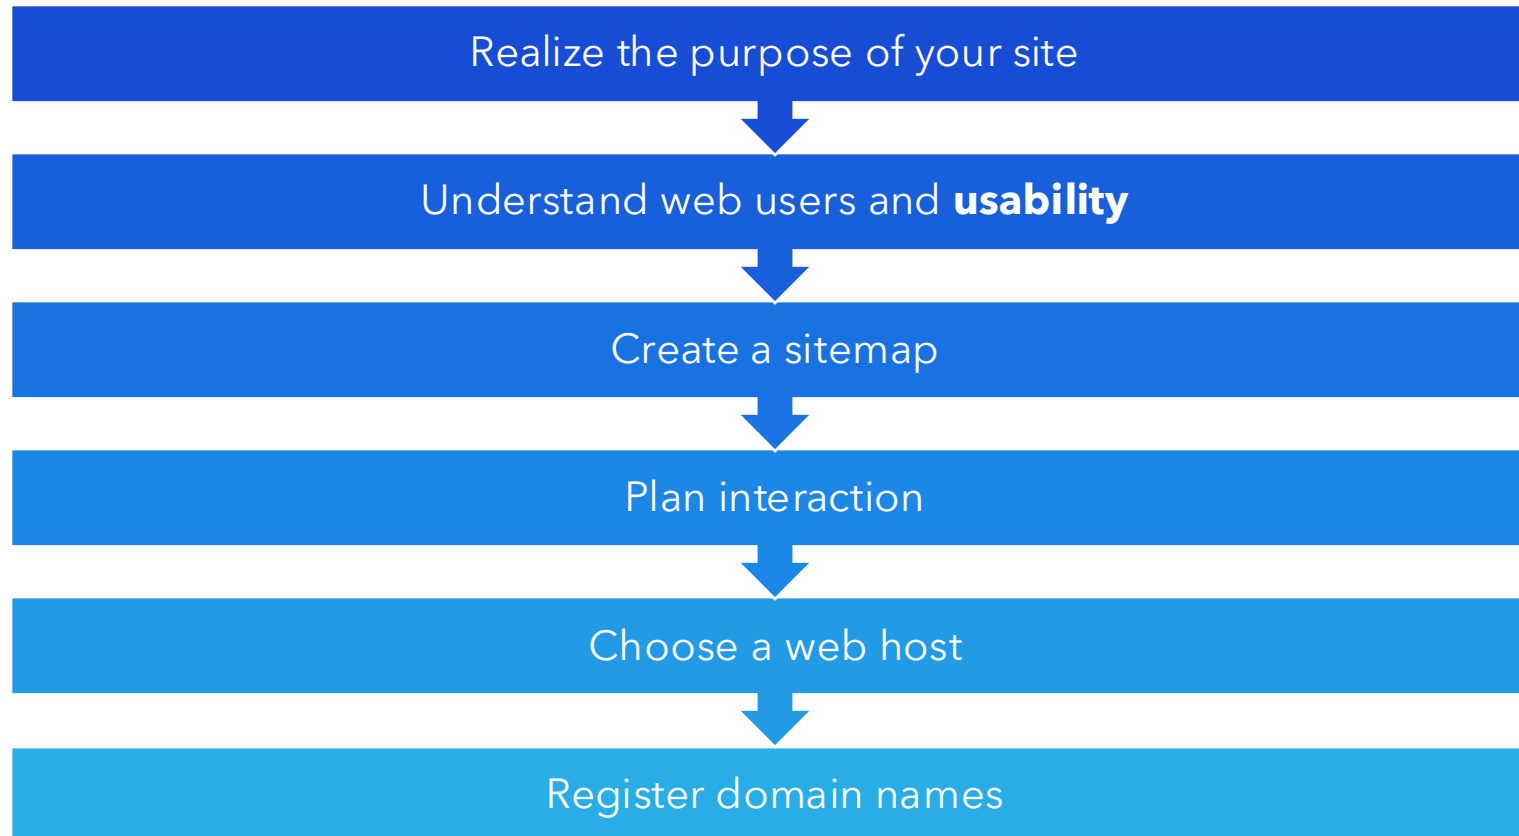 Realize the purpose of your site
Understand web users and usability
Create a sitemap
Plan interaction
Choose a web host
Register domain names